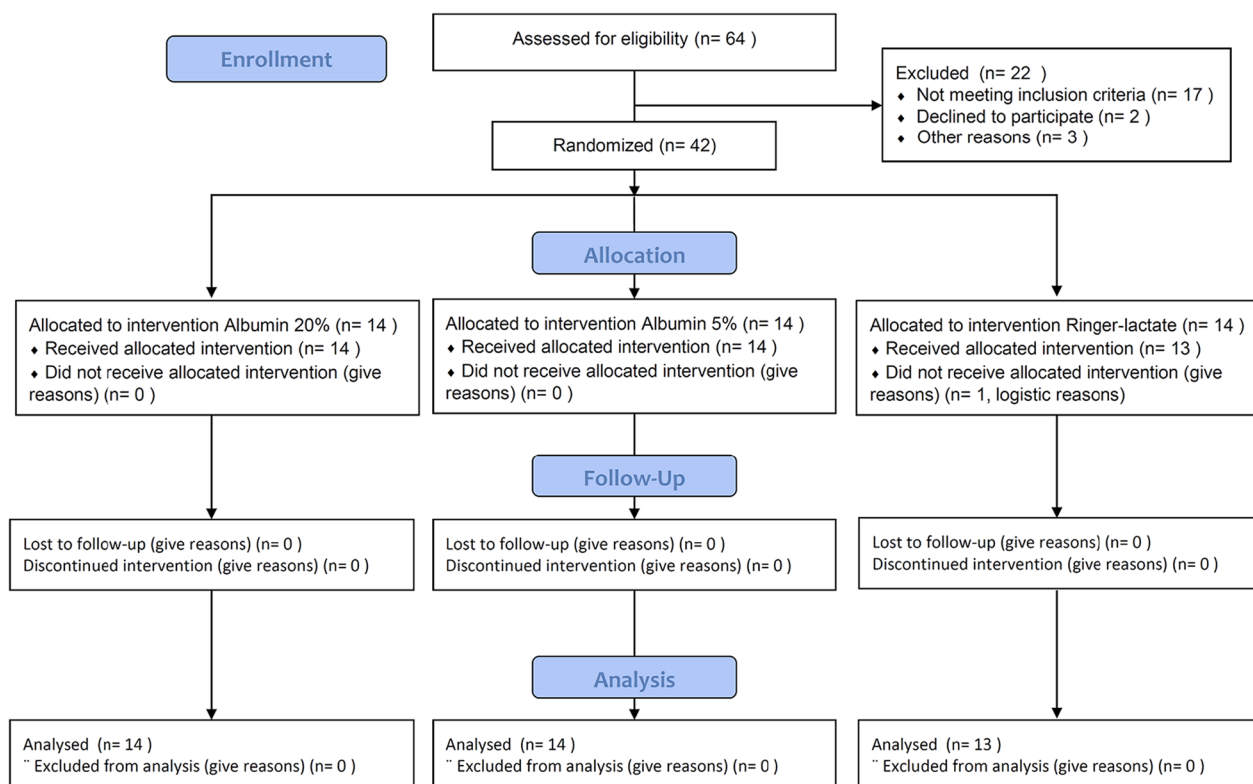 Enrollment
Assessed for eligibility (n= 64 )
Excluded  (n= 22 )
♦ Not meeting inclusion criteria (n= 17 )
♦ Declined to participate (n= 2 )
♦ Other reasons (n= 3 )
Randomized (n= 42)
Allocation
Allocated to intervention Albumin 20% (n= 14 )
♦ Received allocated intervention (n= 14 )
♦ Did not receive allocated intervention (give
reasons) (n= 0 )
Allocated to intervention Albumin 5% (n= 14 )
♦ Received allocated intervention (n= 14 )
♦ Did not receive allocated intervention (give
reasons) (n= 0 )
Allocated to intervention Ringer-lactate (n= 14 )
♦ Received allocated intervention (n= 13 )
♦ Did not receive allocated intervention (give
reasons) (n= 1, logistic reasons)
Follow-Up
Lost to follow-up (give reasons) (n= 0 )
Discontinued intervention (give reasons) (n= 0 )
Lost to follow-up (give reasons) (n= 0 )
Discontinued intervention (give reasons) (n= 0 )
Lost to follow-up (give reasons) (n= 0 )
Discontinued intervention (give reasons) (n= 0 )
Analysis
Analysed  (n= 14 )
¨ Excluded from analysis (give reasons) (n= 0 )
Analysed  (n= 14 )
¨ Excluded from analysis (give reasons) (n= 0 )
Analysed  (n= 13 )
¨ Excluded from analysis (give reasons) (n= 0 )